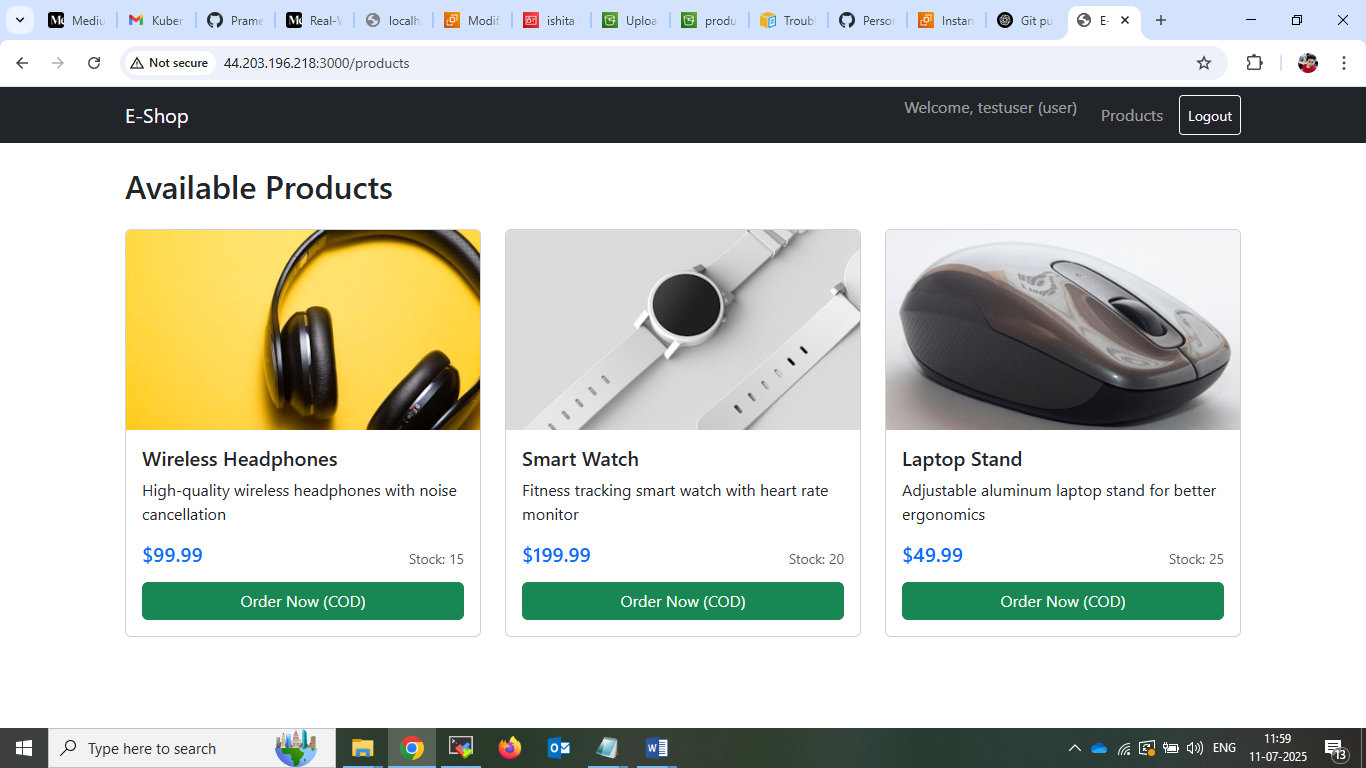 Mediu
Kuber
Prame
Real-W
localh
Modif
ishita
Uploa
produ
Troubl
Person
Instan
Git pu
E-
Not secure
44.203.196.218:3000/products
E-Shop
Welcome, testuser (user)
Products
Logout
Available Products
Wireless Headphones
High-quality wireless headphones with noise
cancellation
$99.99
Stock: 15
Order Now (COD)
Smart Watch
Fitness tracking smart watch with heart rate
monitor
$199.99
Stock: 20
Order Now (COD)
Laptop Stand
Adjustable aluminum laptop stand for better
ergonomics
$49.99
Stock: 25
Order Now (COD)
Type here to search
ENG
11:59
11-07-2025
13